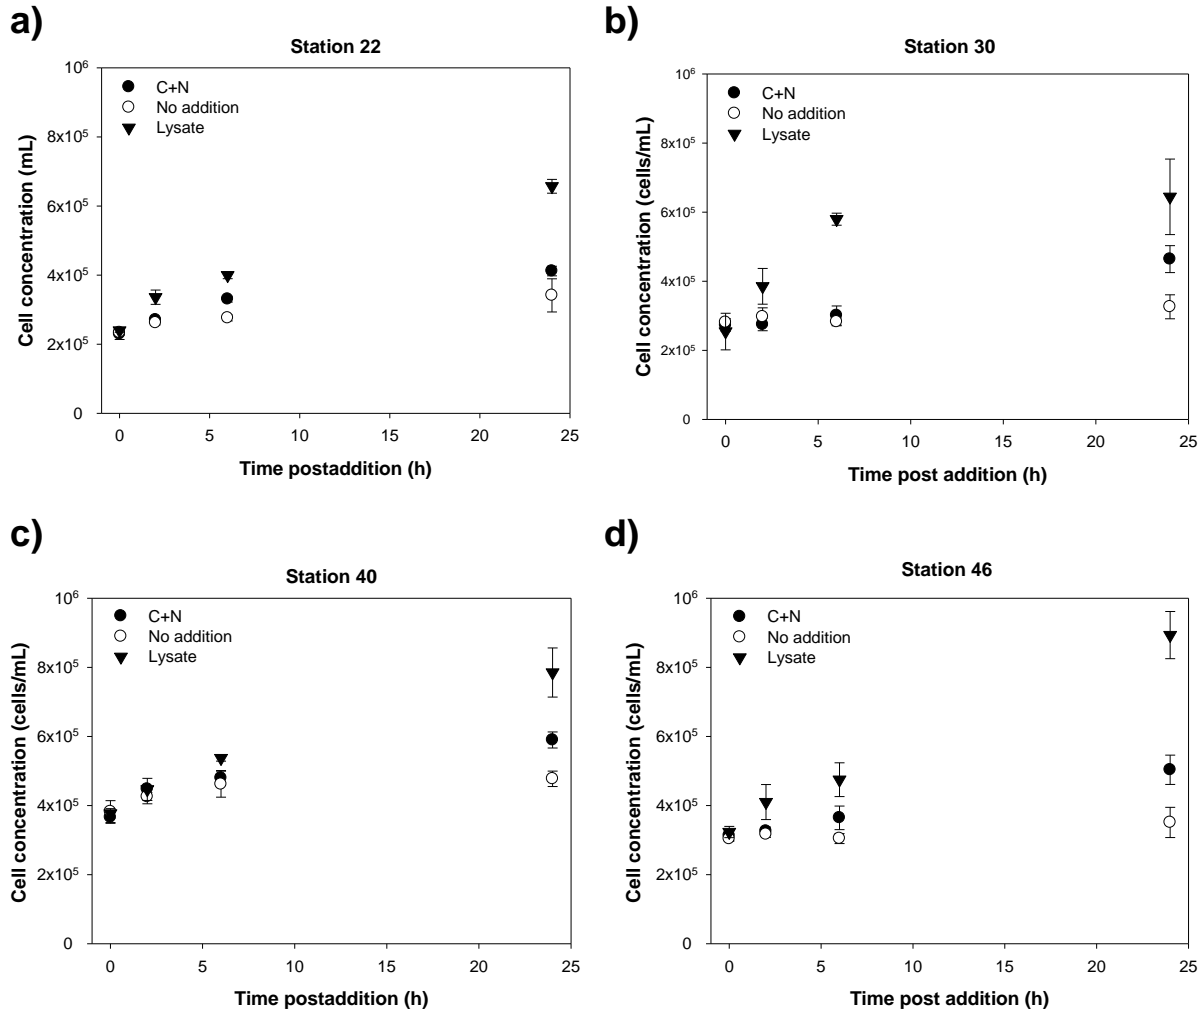 a)
Station 22
10⁶
8x10⁵
6x10⁵
4x10⁵
2x10⁵
0
Cell concentration (mL)
C+N
No addition
Lysate
0 5 10 15 20 25
Time postaddition (h)
b)
Station 30
10⁶
8x10⁵
6x10⁵
4x10⁵
2x10⁵
0
Cell concentration (cells/mL)
C+N
No addition
Lysate
0 5 10 15 20 25
Time post addition (h)
c)
Station 40
10⁶
8x10⁵
6x10⁵
4x10⁵
2x10⁵
0
Cell concentration (cells/mL)
C+N
No addition
Lysate
0 5 10 15 20 25
Time postaddition (h)
d)
Station 46
10⁶
8x10⁵
6x10⁵
4x10⁵
2x10⁵
0
Cell concentration (cells/mL)
C+N
No addition
Lysate
0 5 10 15 20 25
Time post addition (h)